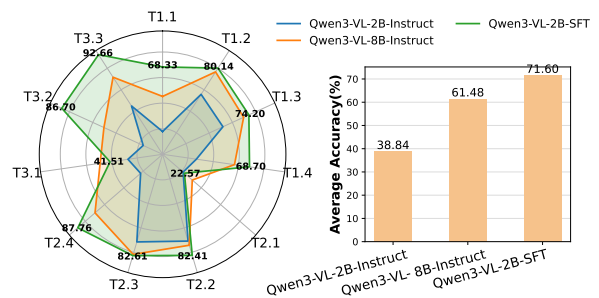 T1.1
T1.2
T1.3
T1.4
T2.1
T2.2
T2.3
T2.4
T3.1
T3.2
T3.3
68.33
80.14
74.20
68.70
22.57
82.41
82.61
87.76
41.51
86.70
92.66
Qwen3-VL-2B-Instruct
Qwen3-VL-8B-Instruct
Qwen3-VL-2B-SFT
Average Accuracy(%)
70
60
50
40
30
20
10
0
38.84
61.48
71.60
Qwen3-VL-2B-Instruct
Qwen3-VL- 8B-Instruct
Qwen3-VL-2B-SFT